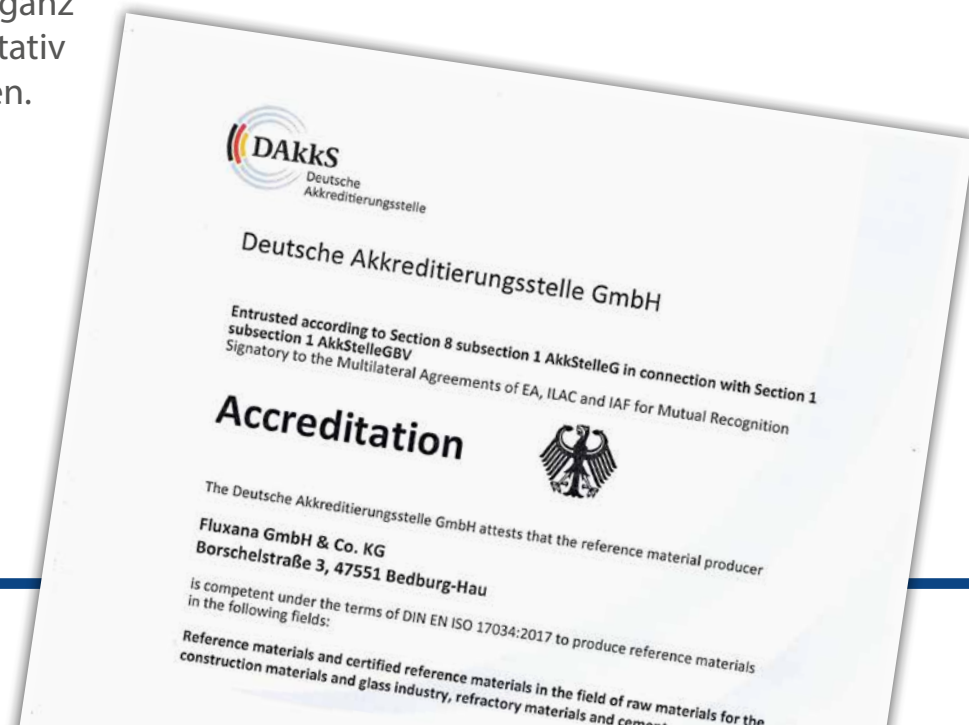 ganz
tativ
en.
DAkkS
Deutsche
Akkreditierungsstelle
Deutsche Akkreditierungsstelle GmbH
Entrusted according to Section 8 subsection 1 AkkStelleG in connection with Section 1
subsection 1 AkkStelleGBV
Signatory to the Multilateral Agreements of EA, ILAC and IAF for Mutual Recognition
Accreditation
The Deutsche Akkreditierungsstelle GmbH attests that the reference material producer
Fluxana GmbH & Co. KG
Borschelstraße 3, 47551 Bedburg-Hau
is competent under the terms of DIN EN ISO 17034:2017 to produce reference materials
in the following fields:
Reference materials and certified reference materials in the field of raw materials for the
construction materials and glass industry, refractory materials and cement